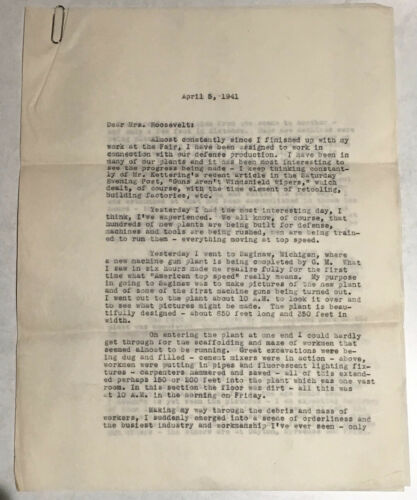 April 5, 1941
Dear Mrs. Roosevelt:
Almost constantly since I finished up with my
work at the Fair, I have been assigned to work in
connection with our defense production. I have been in
many of our plants and it has been most interesting to
see the progress being made - I keep thinking constant-
ly of Mr. Kettering's recent article in the Saturday
Evening Post, "Guns Aren't Windshield Wipers," which
dealt, of course, with the time element of retooling,
building factories, etc.
Yesterday I had the most interesting day, I
think, I've experienced. We all know, of course, that
hundreds of new plants are being built for defense,
machines and tools are being rushed, men are being train-
ed to run them - everything moving at top speed.
Yesterday I went to Saginaw, Michigan, where
a new machine gun plant is being completed by G. M. What
I saw in six hours made me realize fully for the first
time what "American top speed" really means. My purpose
in going to Saginaw was to make pictures of the new plant
and of some of the first machine guns being turned out.
I went out to the plant about 10 A.M. to look it over and
to see what pictures might be made. The plant is beau-
tifully designed - about 650 feet long and 350 feet in
width.
On entering the plant at one end I could hardly
get through for the scaffolding and maze of workmen that
seemed almost to be running. Great excavations were be-
ing dug and filled - cement mixers were in action - above,
workmen were putting in pipes and fluorescent lighting fix-
tures - carpenters hammered and sawed - all of this extend-
ed perhaps 150 or 200 feet into the plant which was one vast
room. In this section the floor was dirt - all this was
at 10 A.M. in the morning on Friday.
Making my way through the debris and mass of
workers, I suddenly emerged into a scene of orderliness and
the busiest industry and workmanship I've ever seen - only